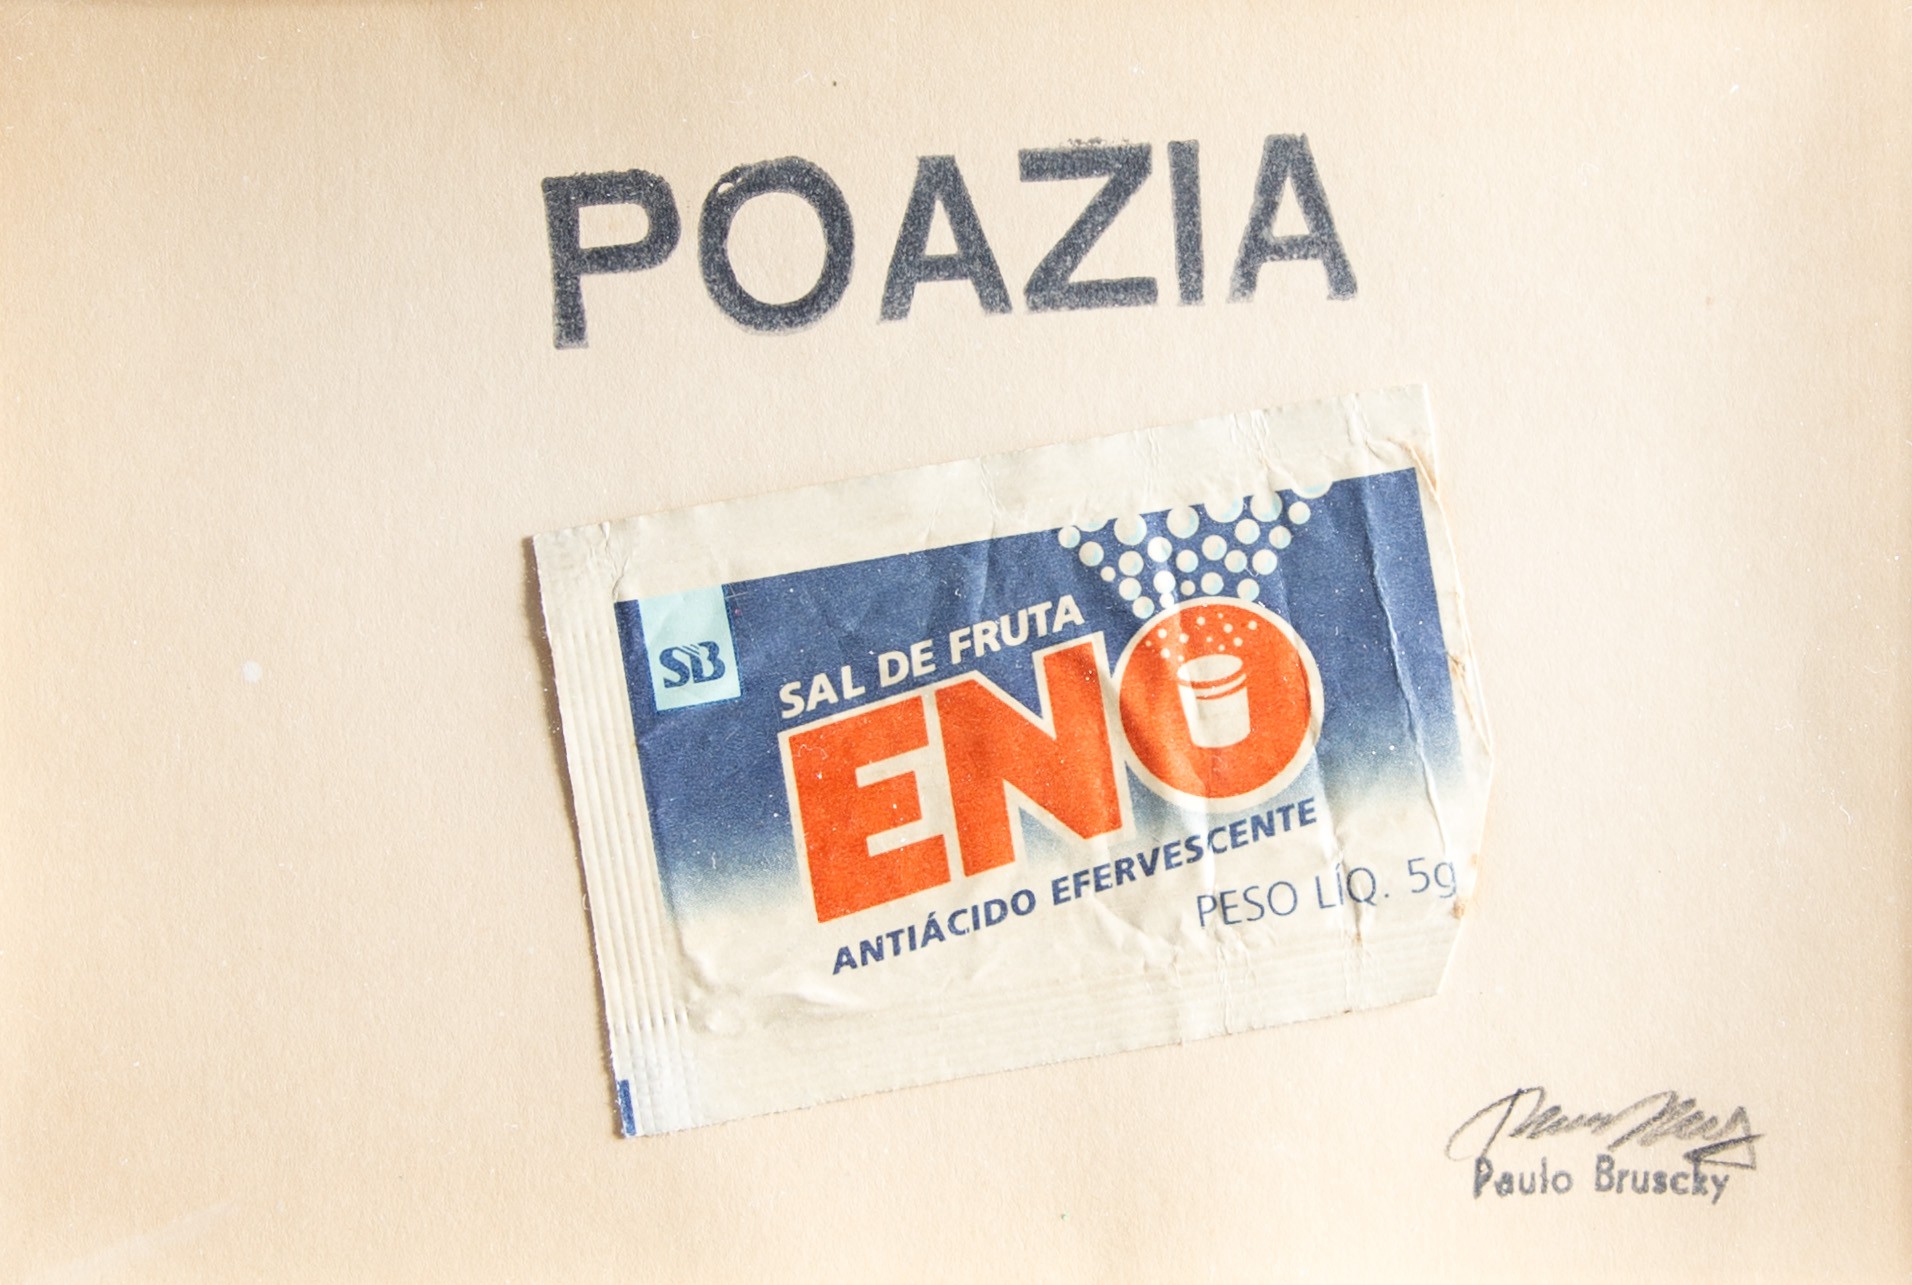 POAZIA
SB
SAL DE FRUTA
ENO
ANTIÁCIDO EFERVESCENTE
PESO LÍQ. 5g
Paulo Bruscky